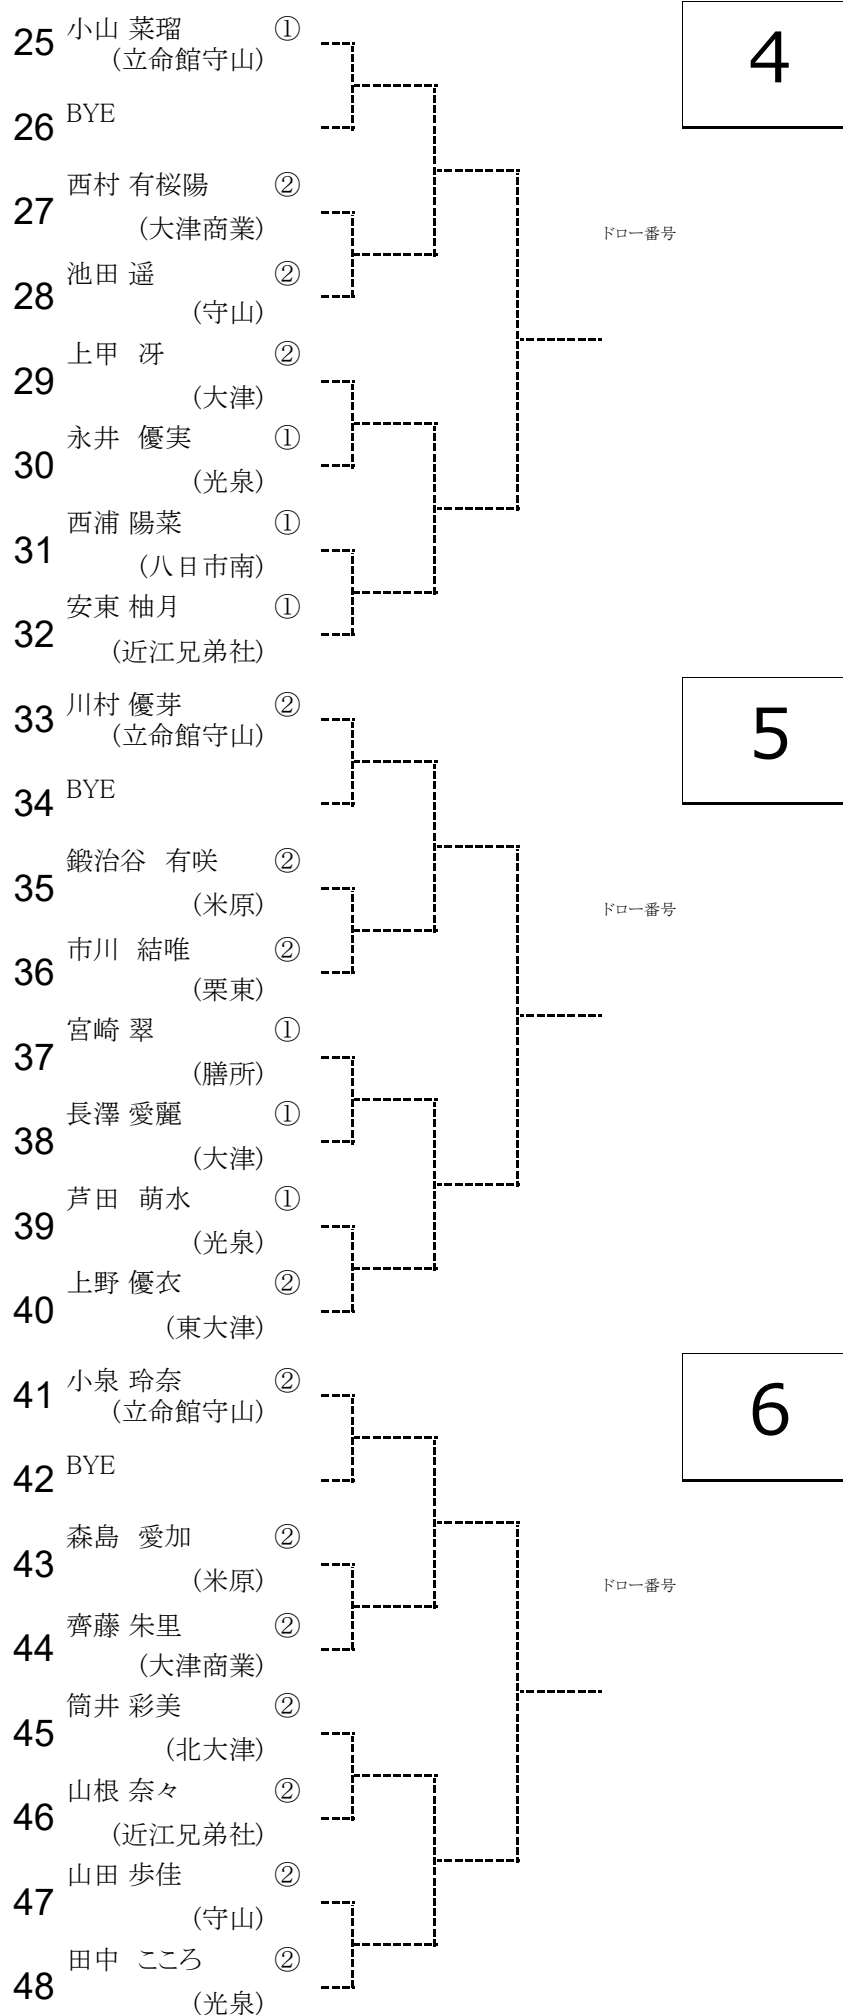 25 小山 菜瑠 ①
(立命館守山)
4
26 BYE
27 西村 有桜陽 ②
(大津商業)
ドロー番号
28 池田 遥 ②
(守山)
29 上甲 冴 ②
(大津)
30 永井 優実 ①
(光泉)
31 西浦 陽菜 ①
(八日市南)
32 安東 柚月 ①
(近江兄弟社)
33 川村 優芽 ②
(立命館守山)
5
34 BYE
35 鍛治谷 有咲 ②
(米原)
ドロー番号
36 市川 結唯 ②
(栗東)
37 宮崎 翠 ①
(膳所)
38 長澤 愛麗 ①
(大津)
39 芦田 萌水 ①
(光泉)
40 上野 優衣 ②
(東大津)
41 小泉 玲奈 ②
(立命館守山)
6
42 BYE
43 森島 愛加 ②
(米原)
ドロー番号
44 齊藤 朱里 ②
(大津商業)
45 筒井 彩美 ②
(北大津)
46 山根 奈々 ②
(近江兄弟社)
47 山田 歩佳 ②
(守山)
48 田中 こころ ②
(光泉)